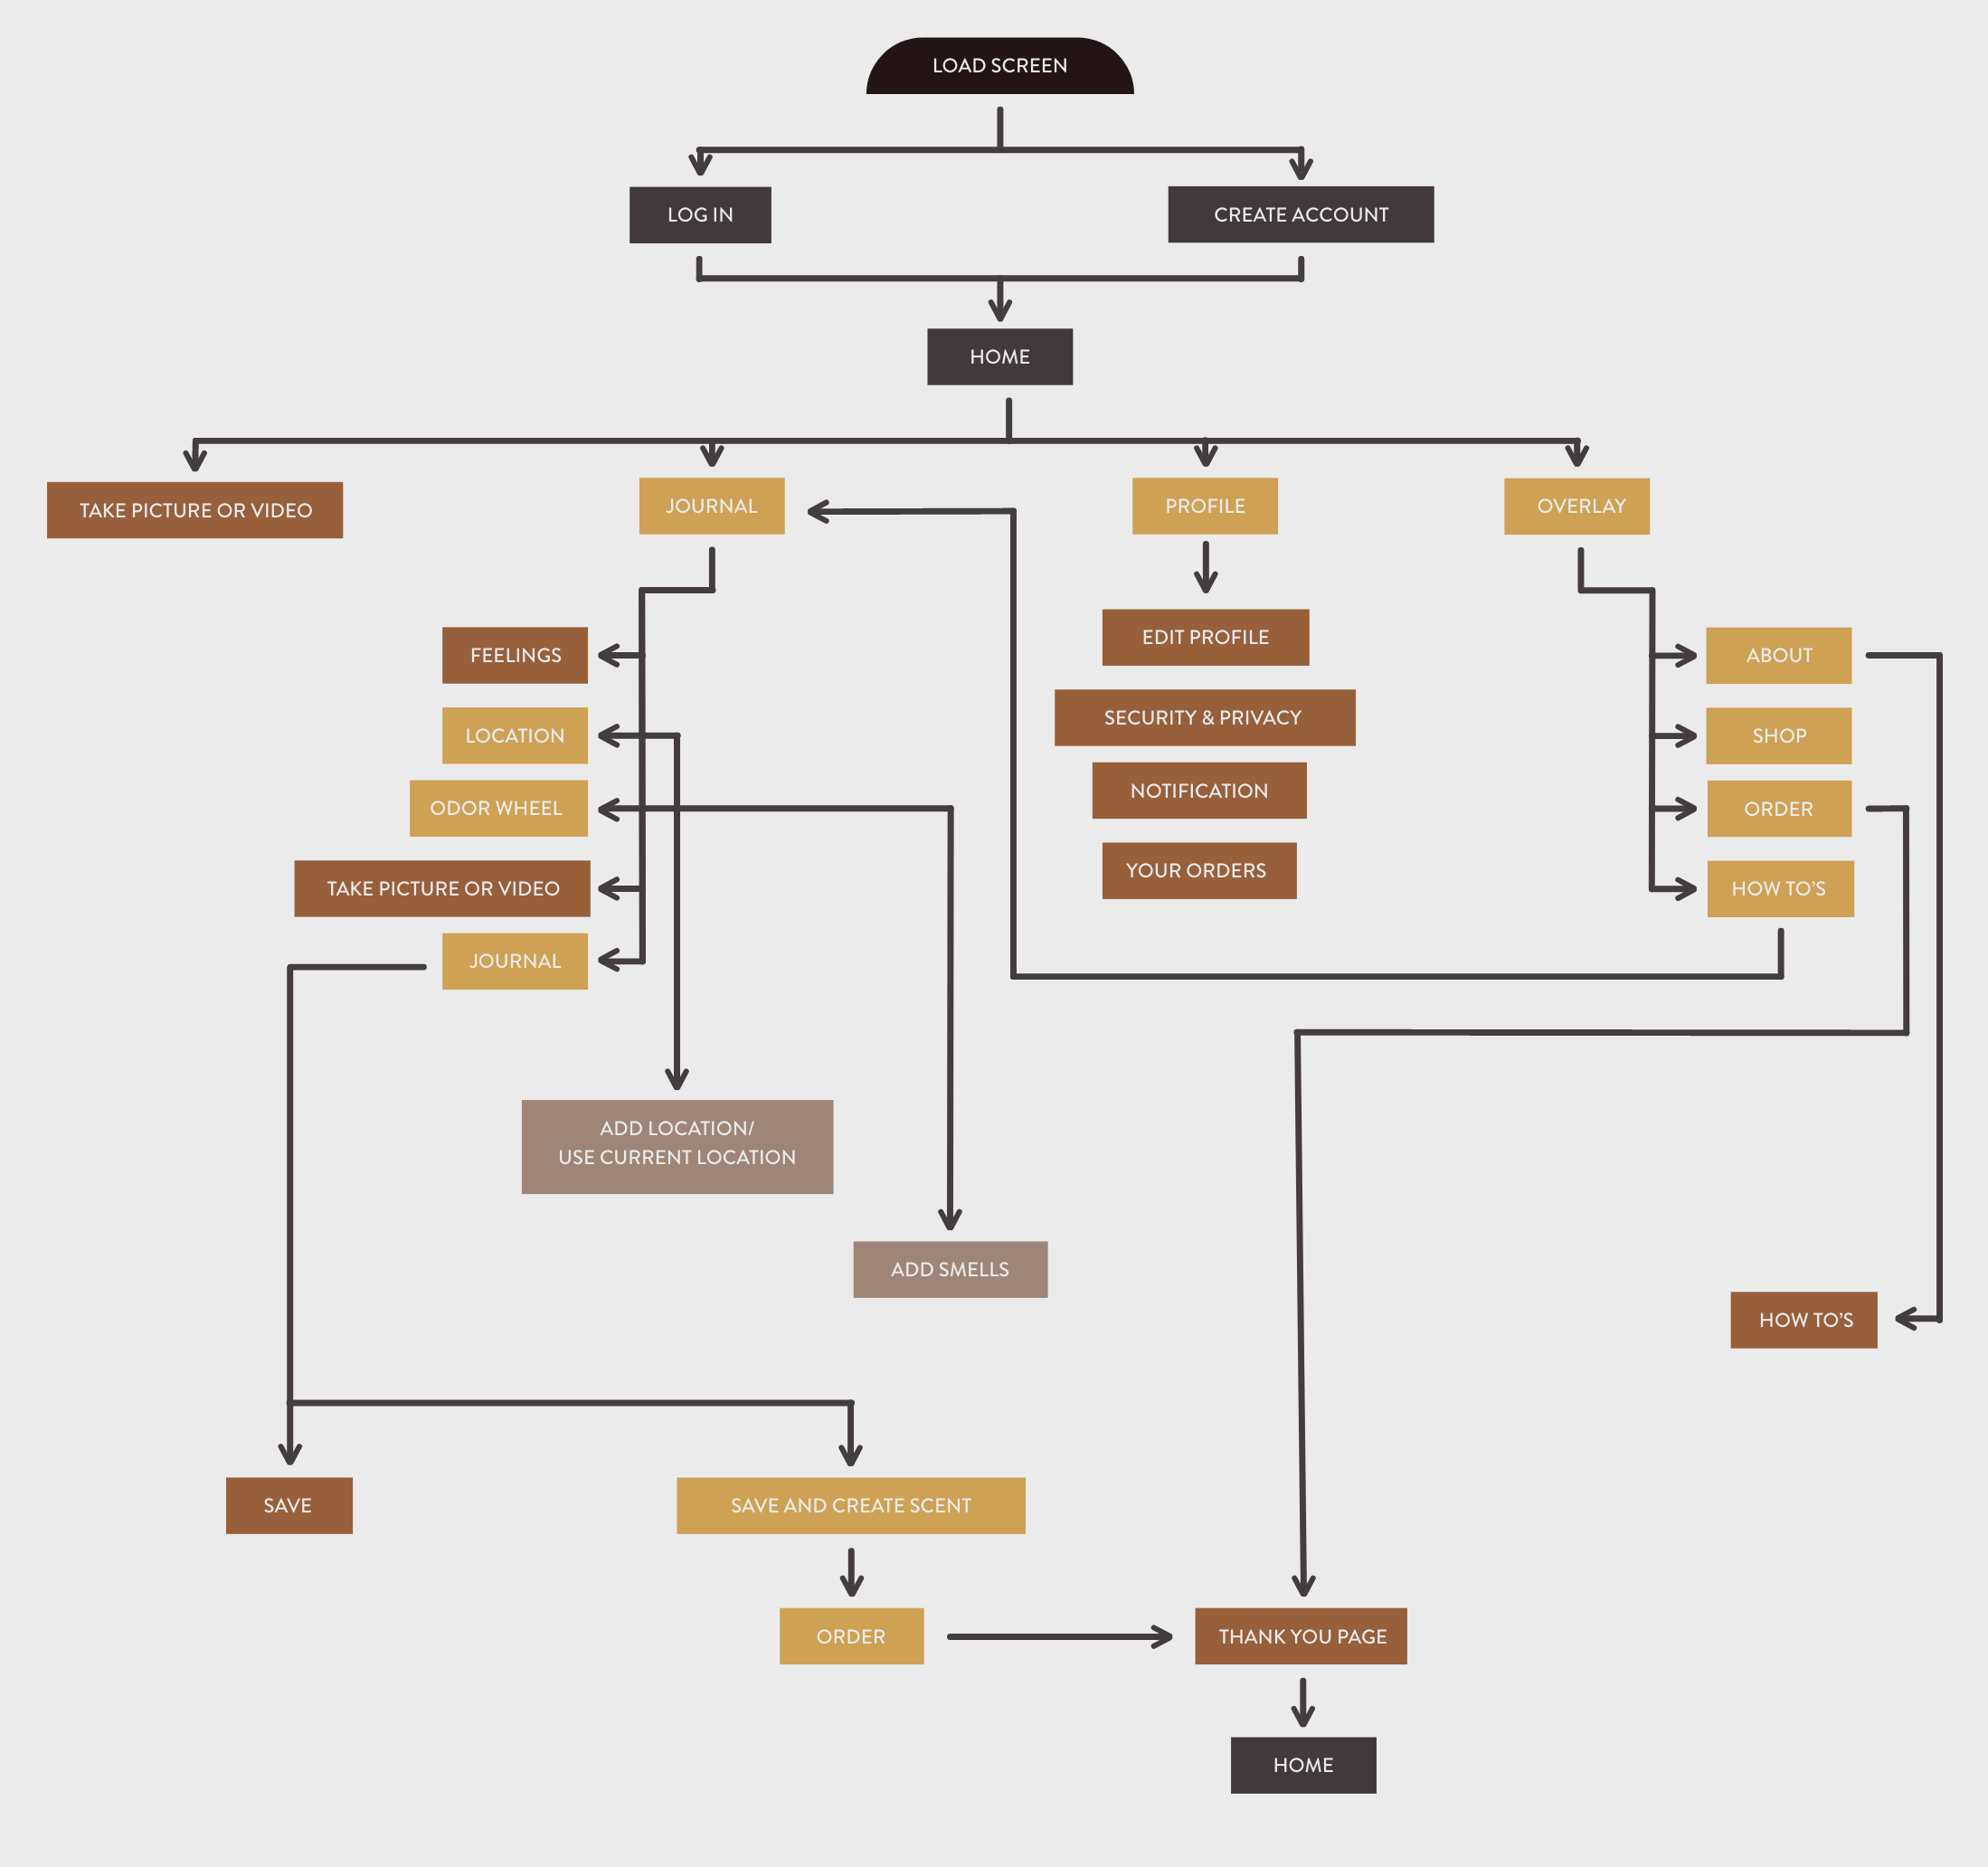 LOAD SCREEN
LOG IN
CREATE ACCOUNT
HOME
TAKE PICTURE OR VIDEO
JOURNAL
PROFILE
OVERLAY
FEELINGS
LOCATION
ODOR WHEEL
TAKE PICTURE OR VIDEO
JOURNAL
EDIT PROFILE
SECURITY & PRIVACY
NOTIFICATION
YOUR ORDERS
ABOUT
SHOP
ORDER
HOW TO’S
ADD LOCATION/
USE CURRENT LOCATION
ADD SMELLS
HOW TO’S
SAVE
SAVE AND CREATE SCENT
ORDER
THANK YOU PAGE
HOME